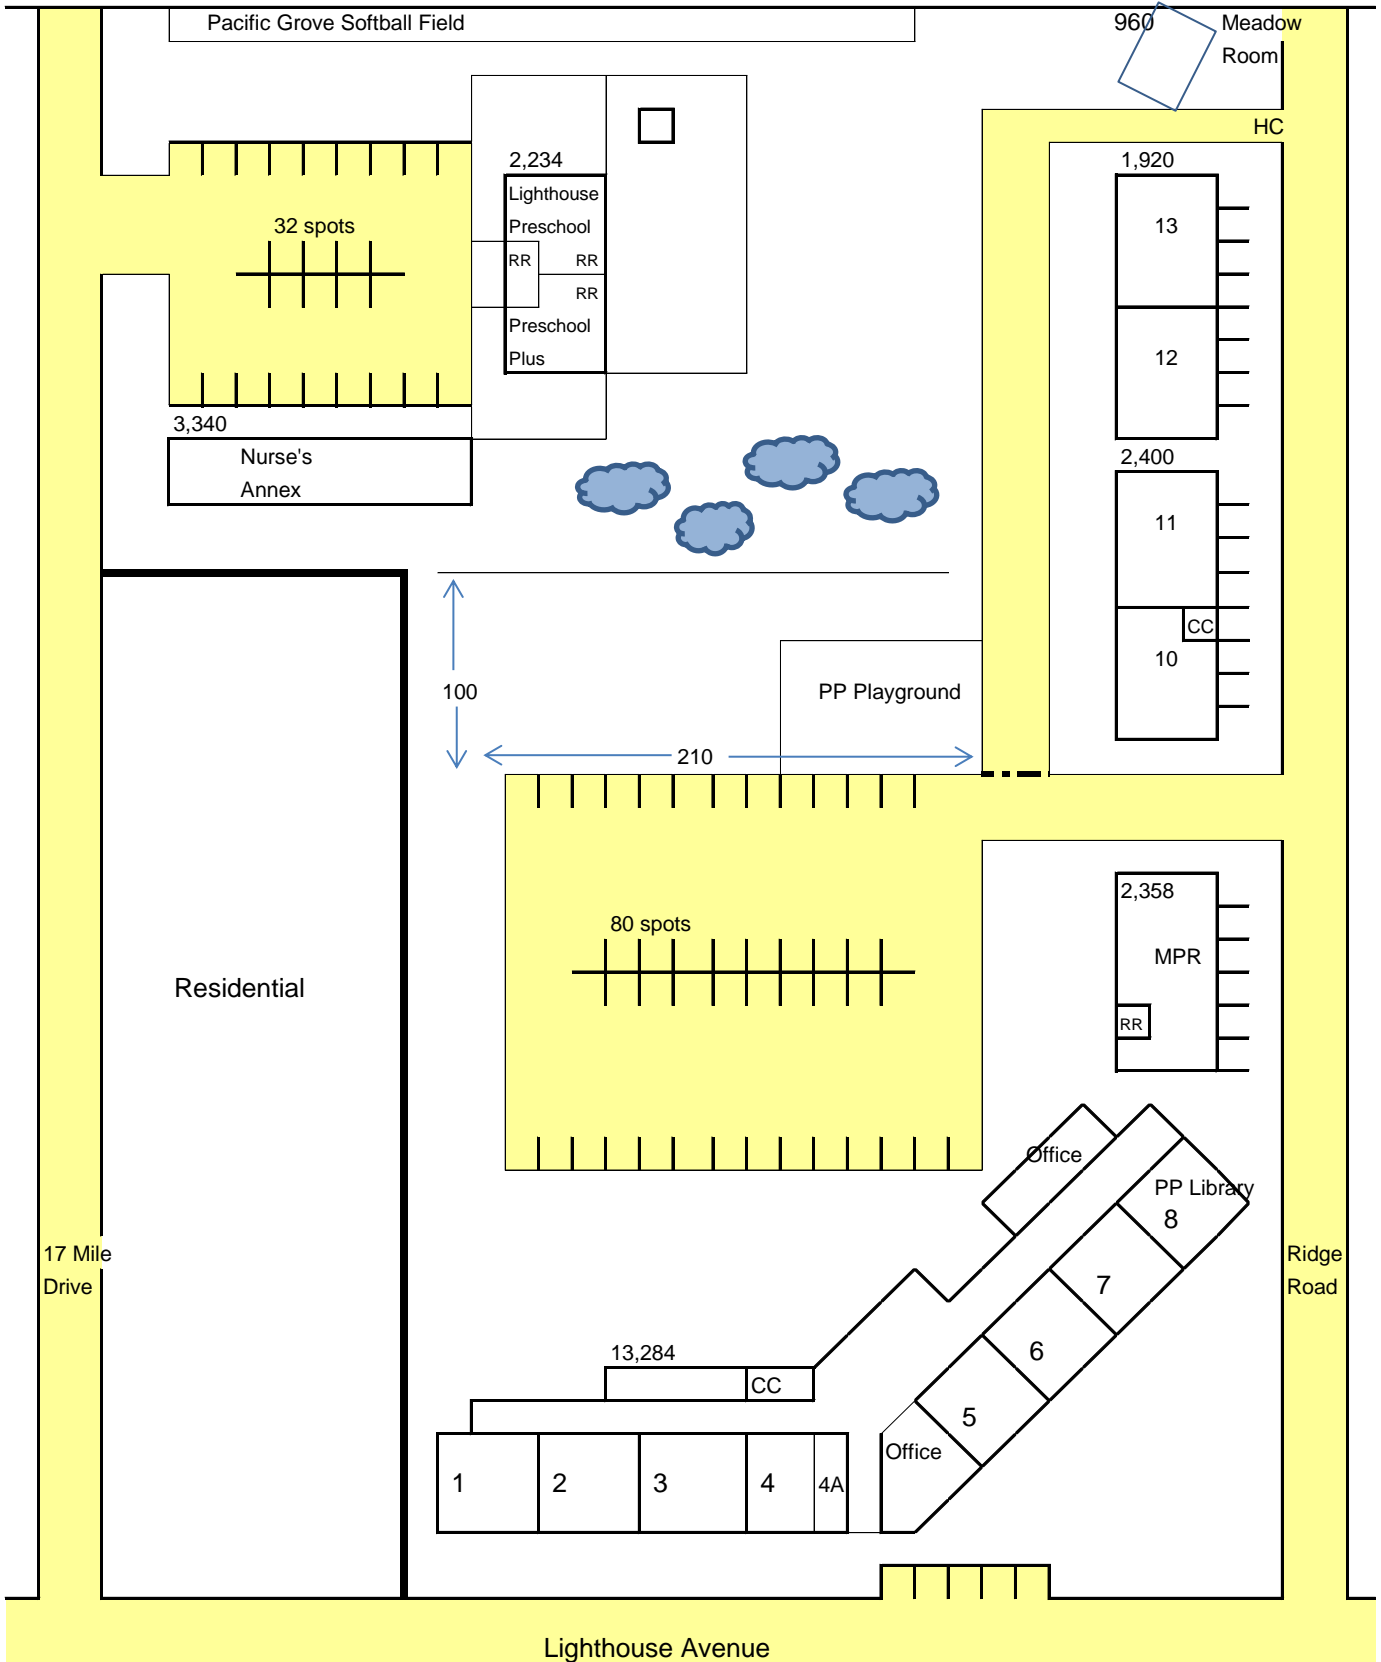 Pacific Grove Softball Field
960
Meadow
Room
HC
2,234
1,920
Lighthouse
Preschool
13
32 spots
RR
RR
RR
Preschool
Plus
12
3,340
Nurse's
Annex
2,400
11
CC
10
100
PP Playground
210
2,358
80 spots
MPR
Residential
RR
Office
PP Library
8
17 Mile
Drive
Ridge
Road
7
6
13,284
CC
5
Office
1
2
3
4
4A
Lighthouse Avenue